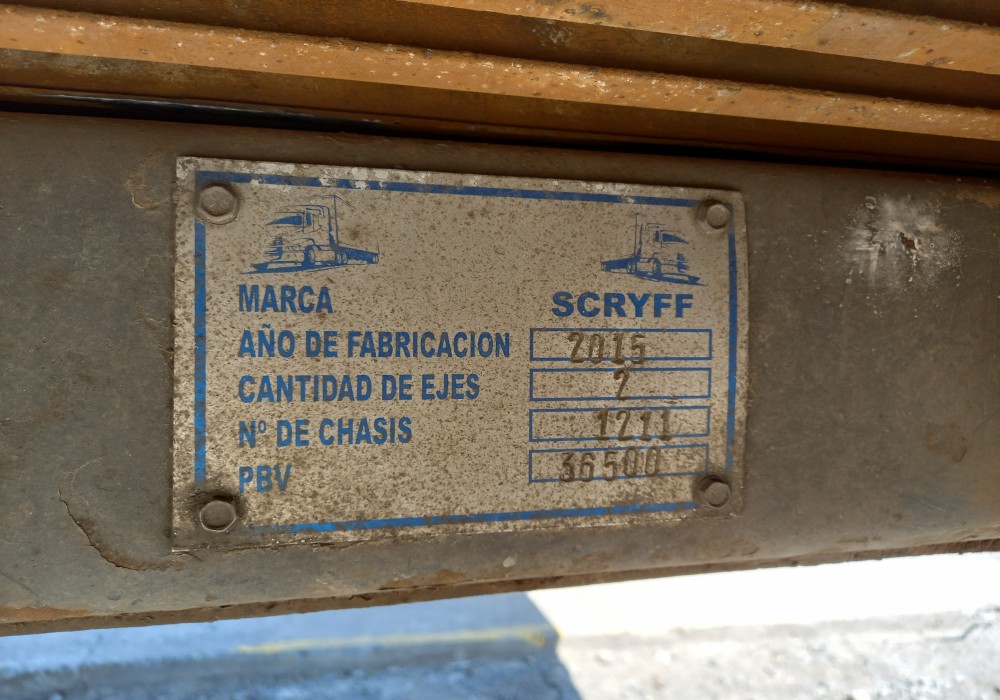 MARCA SCRYFF
AÑO DE FABRICACION 2015
CANTIDAD DE EJES 2
Nº DE CHASIS 1211
PBV 36500